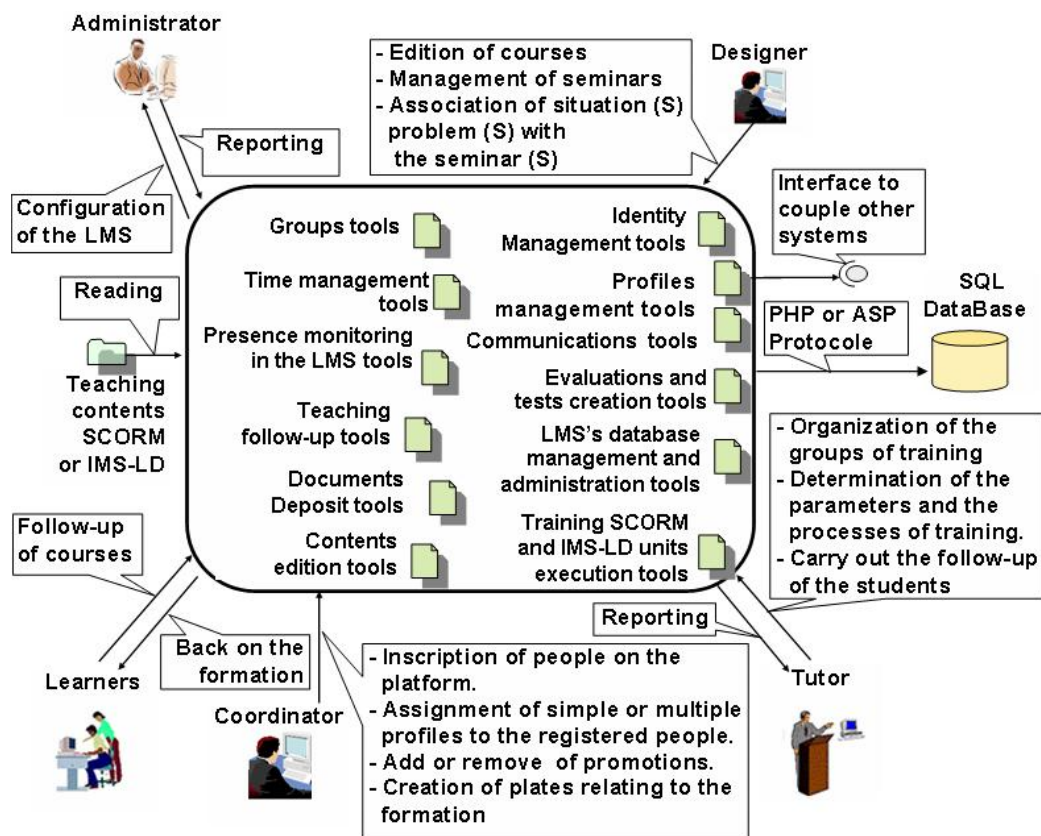 Administrator
Reporting
Configuration
of the LMS
- Edition of courses
- Management of seminars
- Association of situation (S)
problem (S) with
the seminar (S)
Designer
Interface to
couple other
systems
Reading
Teaching
contents
SCORM
or IMS-LD
Groups tools
Time management
tools
Presence monitoring
in the LMS tools
Teaching
follow-up tools
Documents
Deposit tools
Contents
edition tools
Identity
Management tools
Profiles
management tools
Communications tools
Evaluations and
tests creation tools
LMS's database
management and
administration tools
Training SCORM
and IMS-LD units
execution tools
SQL
DataBase
PHP or ASP
Protocole
- Organization of the
groups of training
- Determination of the
parameters and the
processes of training.
- Carry out the follow-up
of the students
Follow-up
of courses
Back on the
formation
Learners
Coordinator
- Inscription of people on the
platform.
- Assignment of simple or multiple
profiles to the registered people.
- Add or remove of promotions.
- Creation of plates relating to the
formation
Reporting
Tutor